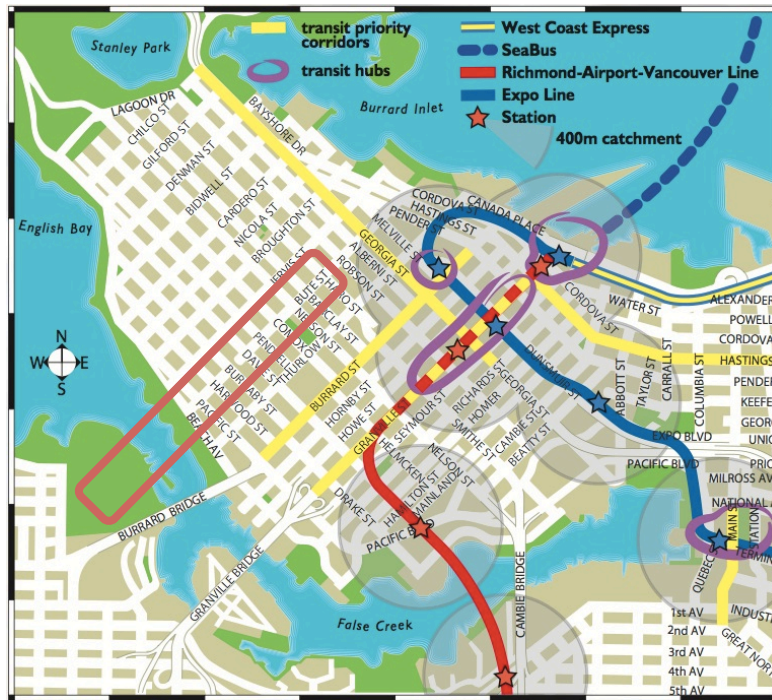 transit priority
corridors
transit hubs
West Coast Express
SeaBus
Richmond-Airport-Vancouver Line
Expo Line
Station
400m catchment
Stanley Park
Burrard Inlet
English Bay
False Creek
N
W
E
S
LAGOON DR
CHILCO ST
GILFORD ST
DENMAN ST
BIDWELL ST
CARDERO ST
NICOLA ST
BROUGHTON ST
JERVIS ST
BUTE ST
BAYSHORE DR
CORDOVA ST
HASTINGS ST
PENDER ST
MELVILLE ST
GEORGIA ST
ALBERNI ST
ROBSON ST
HARO ST
BARCLAY ST
NELSON ST
COMO
THURLOW
PENDRELL
DAVIE ST
BURNABY ST
HARWOOD ST
PACIFIC ST
BEACH AV
CANADA PLACE
CORDOVA ST
WATER ST
ALEXANDER
POWELL
CORDOVA
HASTINGS
PENDER
KEEFE
GEORG
UNIO
PRIO
BURRARD ST
HORNBY ST
HOWE ST
GRANVILLE S
SEYMOUR ST
RICHARDS S
HOMER
GEORGIA ST
SMITHE ST
CAMBIE ST
BEATTY ST
DUNSMUIR ST
ABBOTT ST
TAYLOR ST
CARRALL ST
COLUMBIA ST
EXPO BLVD
PACIFIC BLVD
MILROSS AV
NATIONAL A
MAIN ST
STATION
TERMIN
QUEBEC S
INDUST
GREAT NORT
1st AV
2nd AV
3rd AV
4th AV
5th AV
HELMCKEN
NELSON ST
HAMILTON ST
MAINLAND
DRAKE ST
PACIFIC B
BURRARD BRIDGE
GRANVILLE BRIDGE
CAMBIE BRIDGE